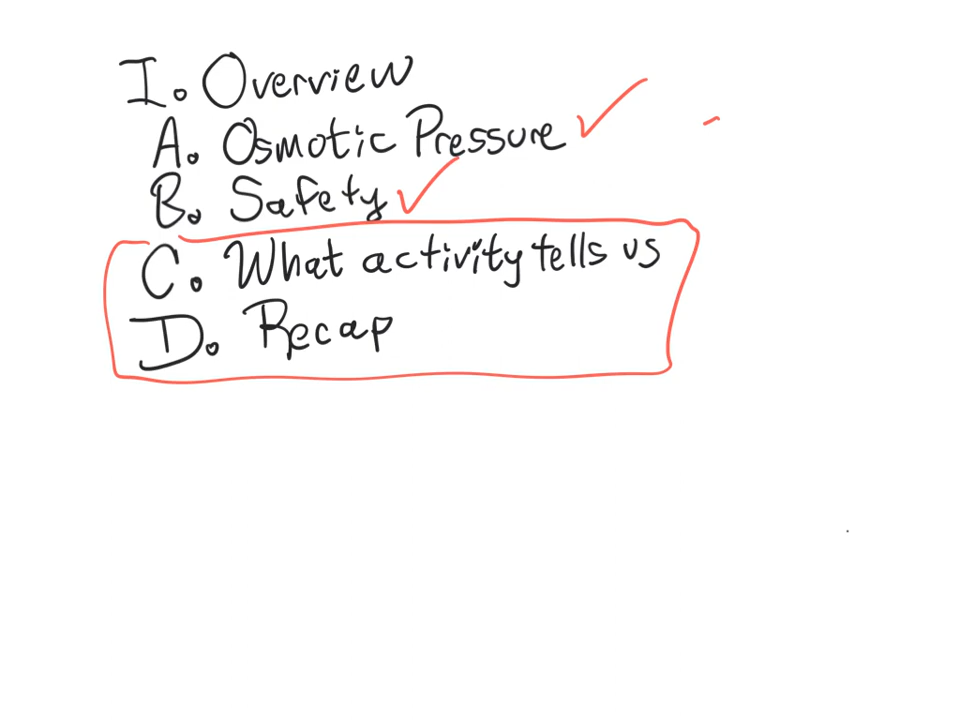 I. Overview
A. Osmotic Pressure ✓
B. Safety ✓
C. What activity tells us
D. Recap